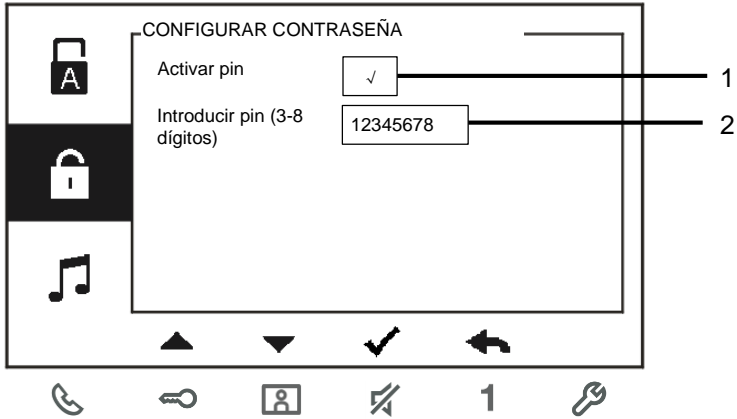 CONFIGURAR CONTRASEÑA
A
Activar pin
√
1
Introducir pin (3-8
dígitos)
12345678
2
1